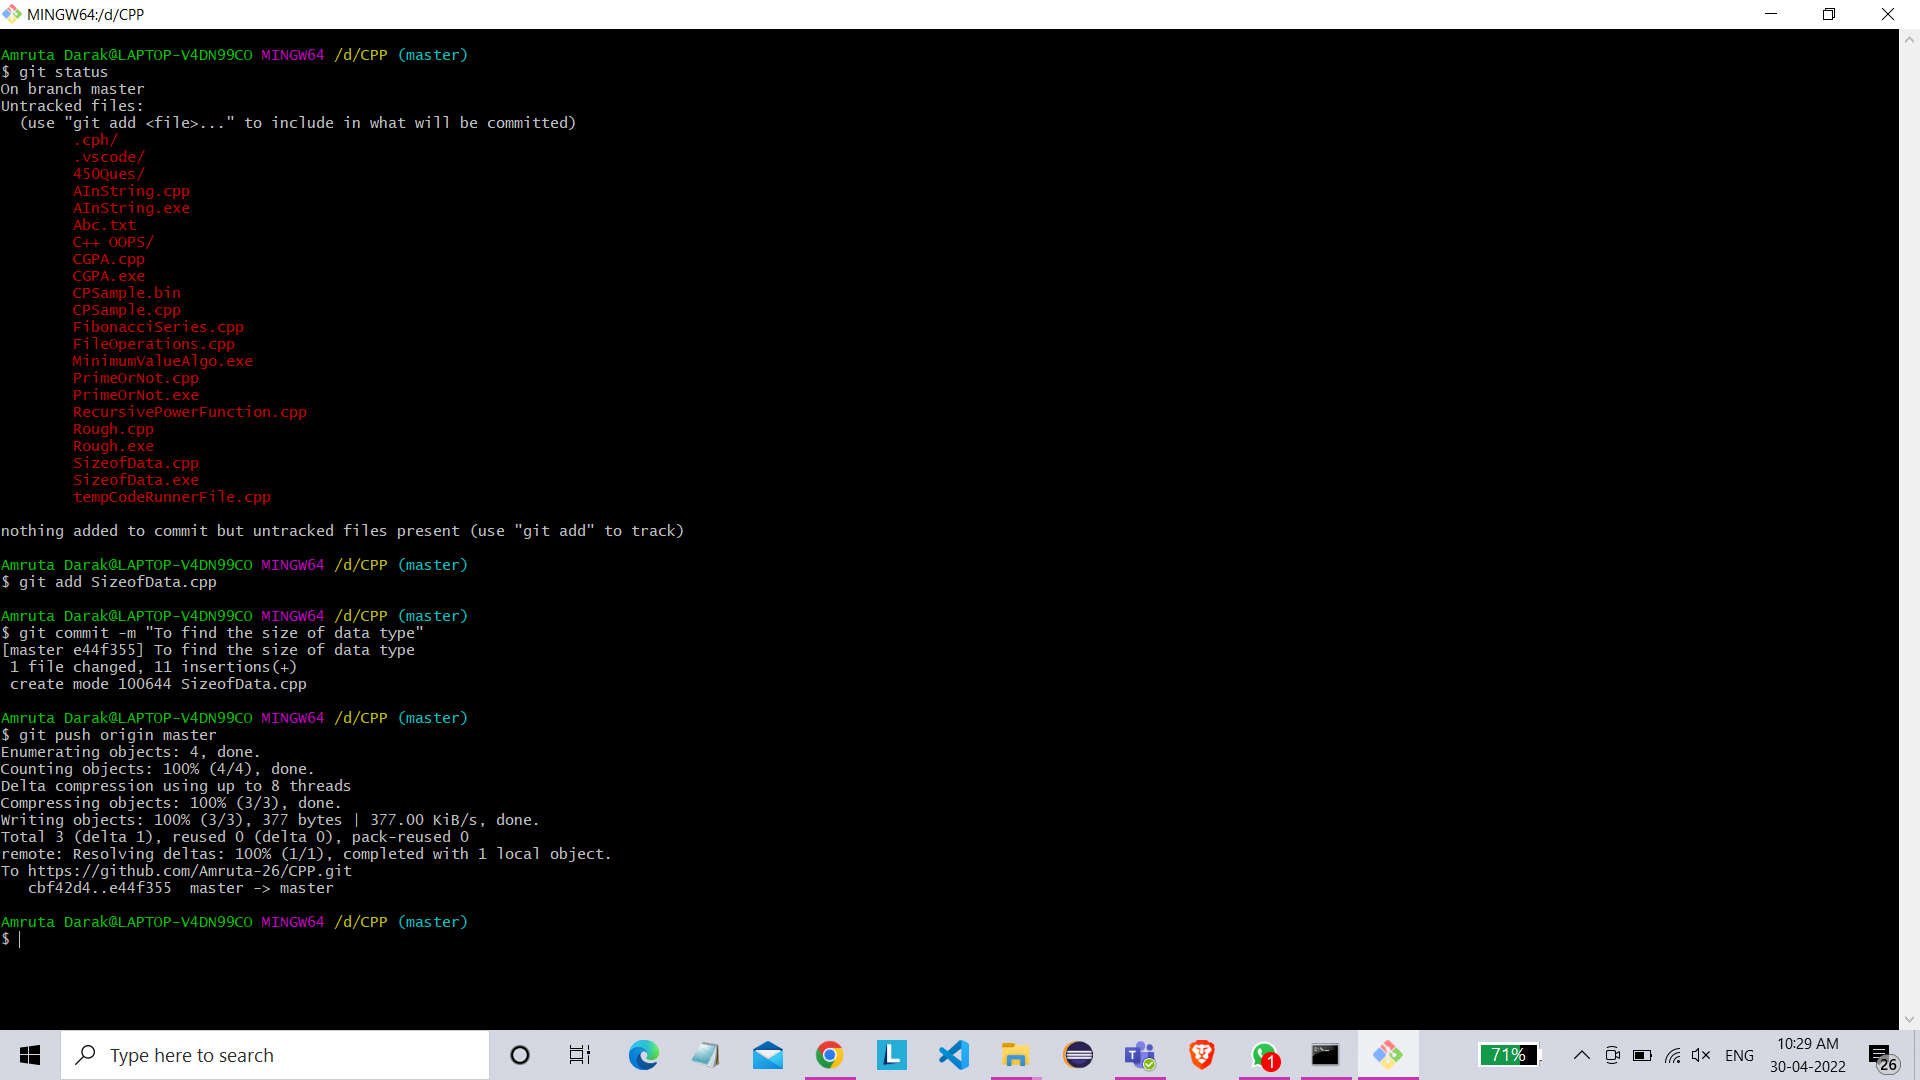 MINGW64:/d/CPP
Amruta Darak@LAPTOP-V4DN99CO MINGW64 /d/CPP (master)
$ git status
On branch master
Untracked files:
  (use "git add <file>..." to include in what will be committed)
        .cph/
        .vscode/
        450Ques/
        AInString.cpp
        AInString.exe
        Abc.txt
        C++ OOPS/
        CGPA.cpp
        CGPA.exe
        CPSample.bin
        CPSample.cpp
        FibonacciSeries.cpp
        FileOperations.cpp
        MinimumValueAlgo.exe
        PrimeOrNot.cpp
        PrimeOrNot.exe
        RecursivePowerFunction.cpp
        Rough.cpp
        Rough.exe
        SizeofData.cpp
        SizeofData.exe
        tempCodeRunnerFile.cpp
nothing added to commit but untracked files present (use "git add" to track)
Amruta Darak@LAPTOP-V4DN99CO MINGW64 /d/CPP (master)
$ git add SizeofData.cpp
Amruta Darak@LAPTOP-V4DN99CO MINGW64 /d/CPP (master)
$ git commit -m "To find the size of data type"
[master e44f355] To find the size of data type
 1 file changed, 11 insertions(+)
 create mode 100644 SizeofData.cpp
Amruta Darak@LAPTOP-V4DN99CO MINGW64 /d/CPP (master)
$ git push origin master
Enumerating objects: 4, done.
Counting objects: 100% (4/4), done.
Delta compression using up to 8 threads
Compressing objects: 100% (3/3), done.
Writing objects: 100% (3/3), 377 bytes | 377.00 KiB/s, done.
Total 3 (delta 1), reused 0 (delta 0), pack-reused 0
remote: Resolving deltas: 100% (1/1), completed with 1 local object.
To https://github.com/Amruta-26/CPP.git
   cbf42d4..e44f355  master -> master
Amruta Darak@LAPTOP-V4DN99CO MINGW64 /d/CPP (master)
$
Type here to search
L
T
1
71%
ENG
10:29 AM
30-04-2022
26